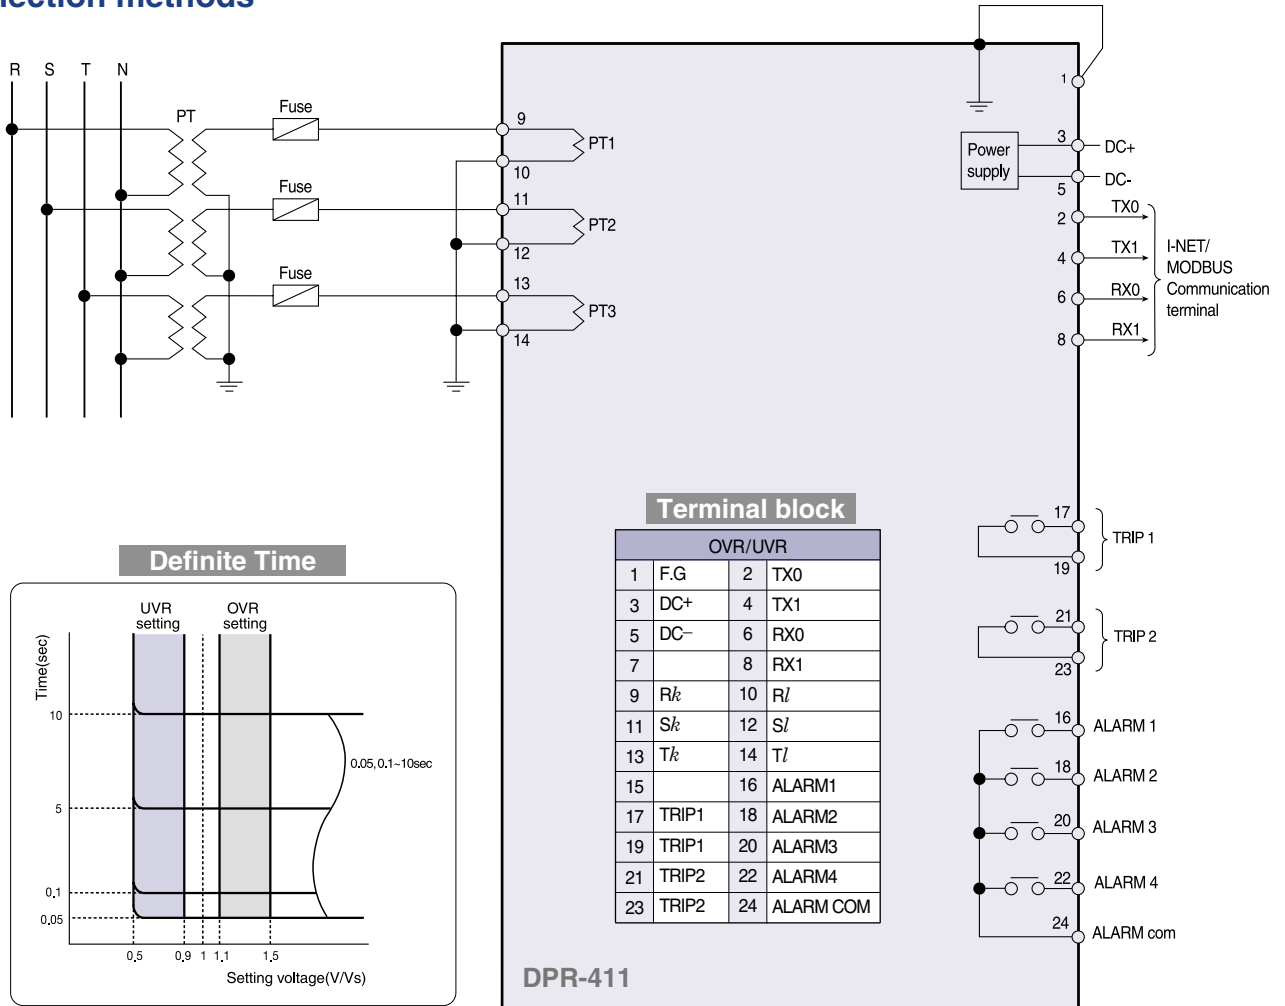 ection methods
R S T N
PT
Fuse
Fuse
Fuse
9
PT1
10
11
PT2
12
13
PT3
14
1
Power
supply
3
DC+
5
DC-
2
TX0
4
TX1
6
RX0
8
RX1
I-NET/
MODBUS
Communication
terminal
Definite Time
UVR
setting
OVR
setting
Time(sec)
10
5
0.1
0.05
0.05,0.1~10sec
0.5 0.9 1 1.1 1.5
Setting voltage(V/Vs)
Terminal block
OVR/UVR
1 F.G 2 TX0
3 DC+ 4 TX1
5 DC– 6 RX0
7 8 RX1
9 Rk 10 Rl
11 Sk 12 Sl
13 Tk 14 Tl
15 16 ALARM1
17 TRIP1 18 ALARM2
19 TRIP1 20 ALARM3
21 TRIP2 22 ALARM4
23 TRIP2 24 ALARM COM
17
TRIP 1
19
21
TRIP 2
23
16 ALARM 1
18 ALARM 2
20 ALARM 3
22 ALARM 4
24 ALARM com
DPR-411